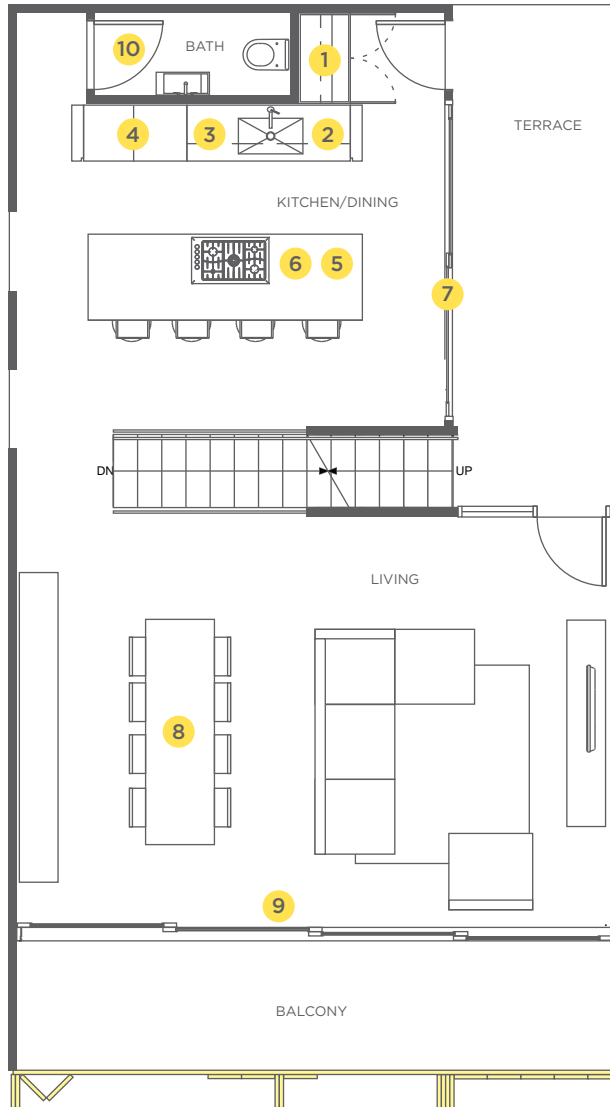 10
BATH
1
4
3
2
TERRACE
KITCHEN/DINING
6
5
7
DN
UP
LIVING
8
9
BALCONY